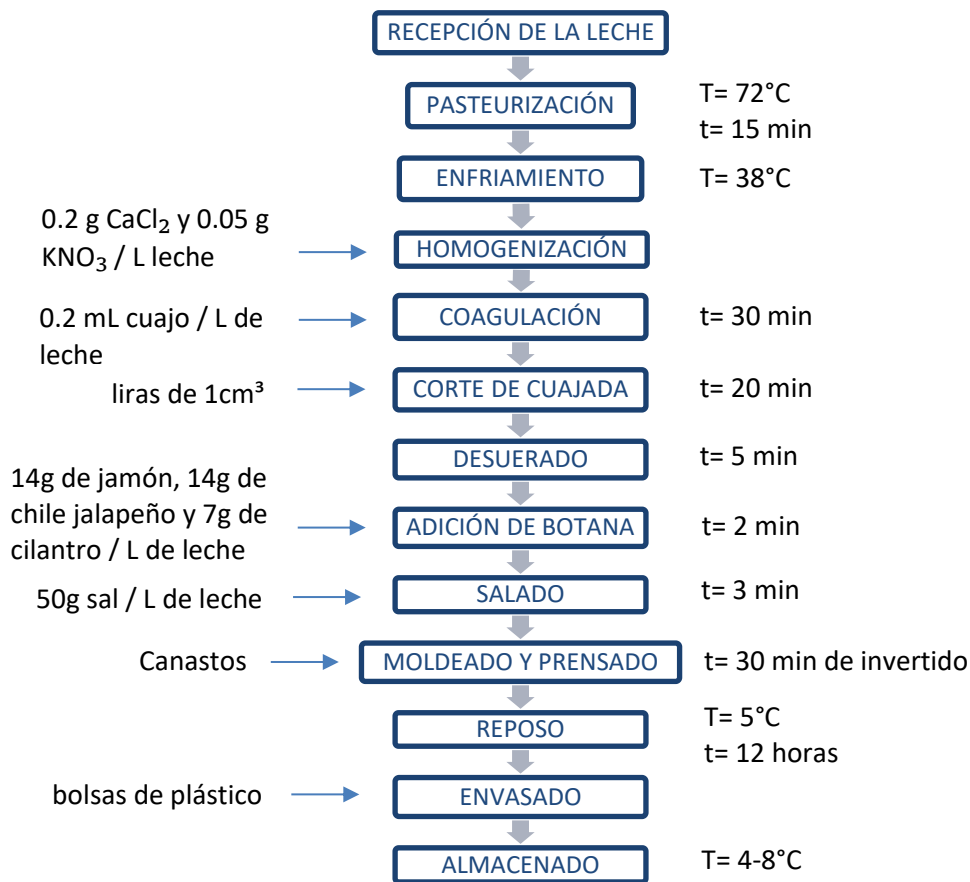 RECEPCIÓN DE LA LECHE
PASTEURIZACIÓN
T= 72°C
t= 15 min
ENFRIAMIENTO
T= 38°C
0.2 g CaCl₂ y 0.05 g
KNO₃ / L leche
HOMOGENIZACIÓN
0.2 mL cuajo / L de
leche
COAGULACIÓN
t= 30 min
liras de 1cm³
CORTE DE CUAJADA
t= 20 min
DESUERADO
t= 5 min
14g de jamón, 14g de
chile jalapeño y 7g de
cilantro / L de leche
ADICIÓN DE BOTANA
t= 2 min
50g sal / L de leche
SALADO
t= 3 min
Canastos
MOLDEADO Y PRENSADO
t= 30 min de invertido
REPOSO
T= 5°C
t= 12 horas
bolsas de plástico
ENVASADO
ALMACENADO
T= 4-8°C